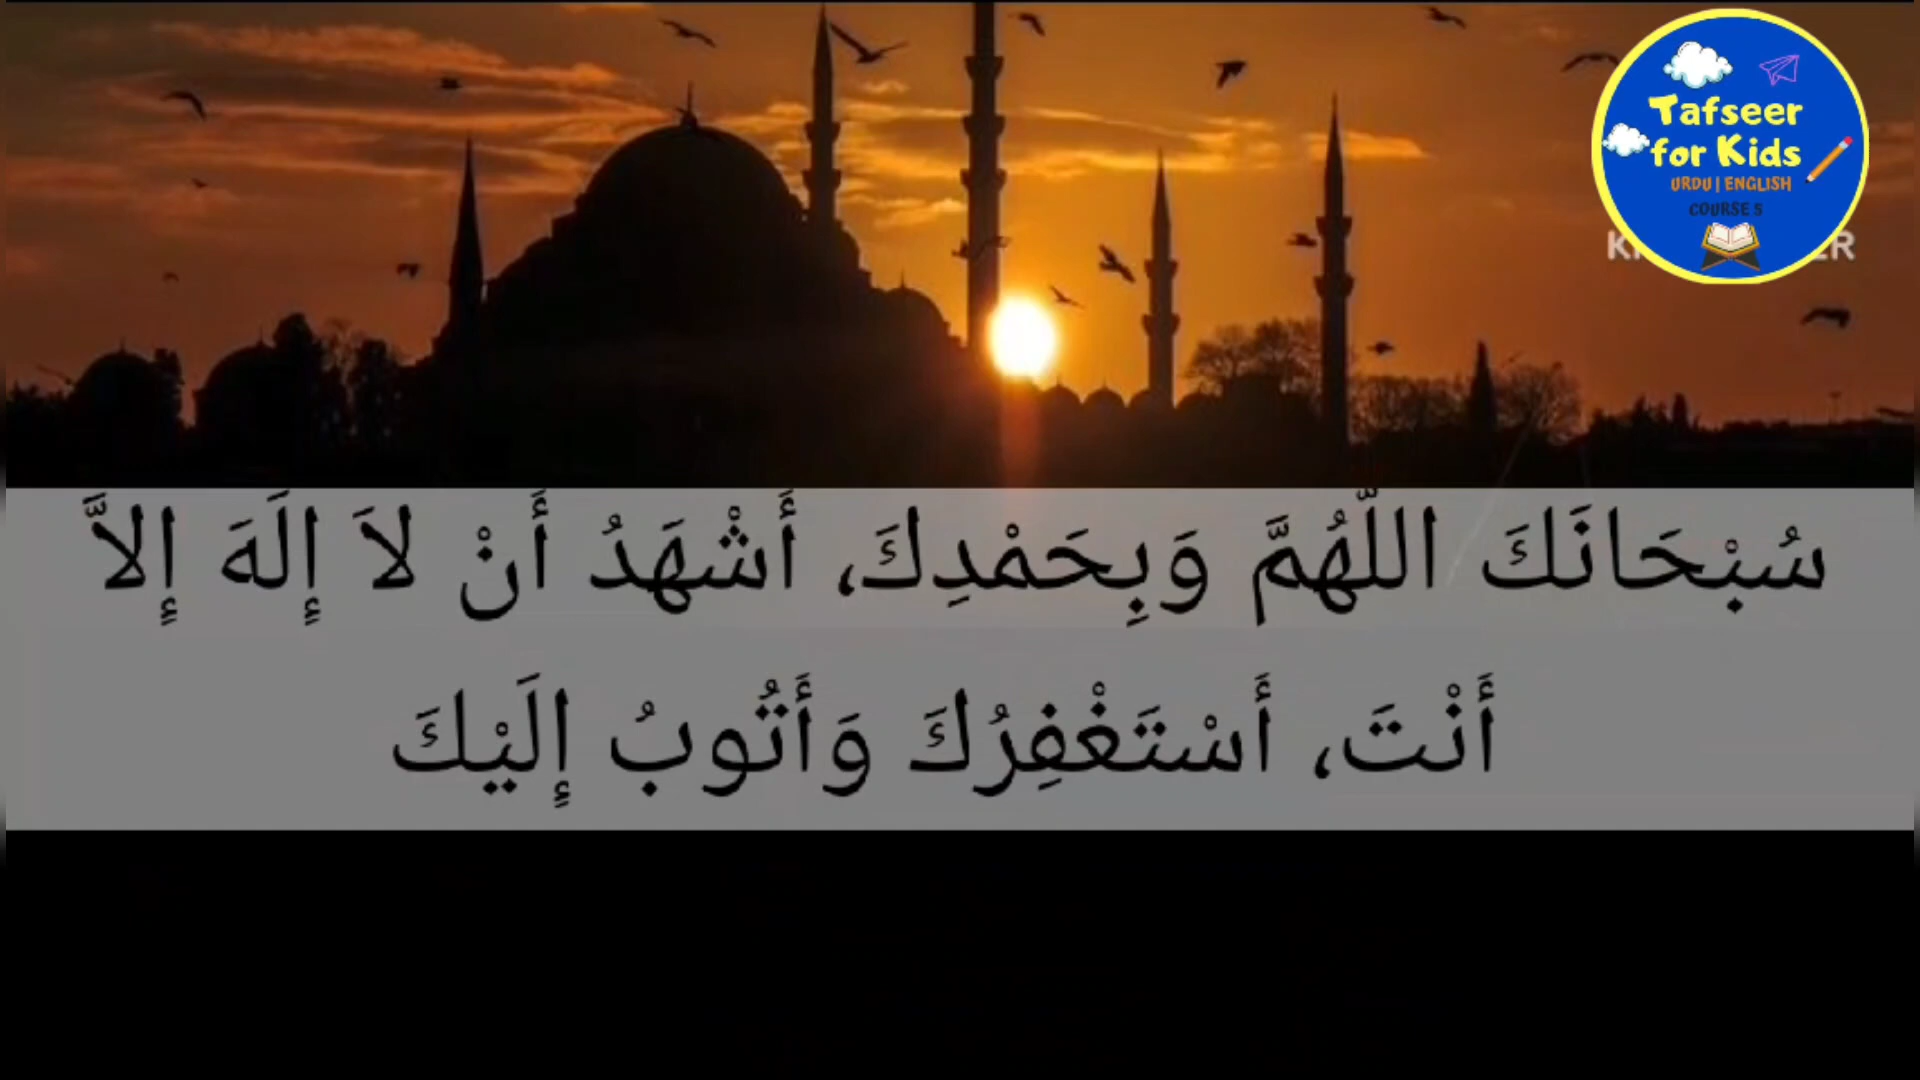 Tafseer
for Kids
URDU | ENGLISH
COURSE 5
سُبْحَانَكَ اللَّهُمَّ وَبِحَمْدِكَ، أَشْهَدُ أَنْ لاَ إِلَهَ إِلاَّ
أَنْتَ، أَسْتَغْفِرُكَ وَأَتُوبُ إِلَيْكَ